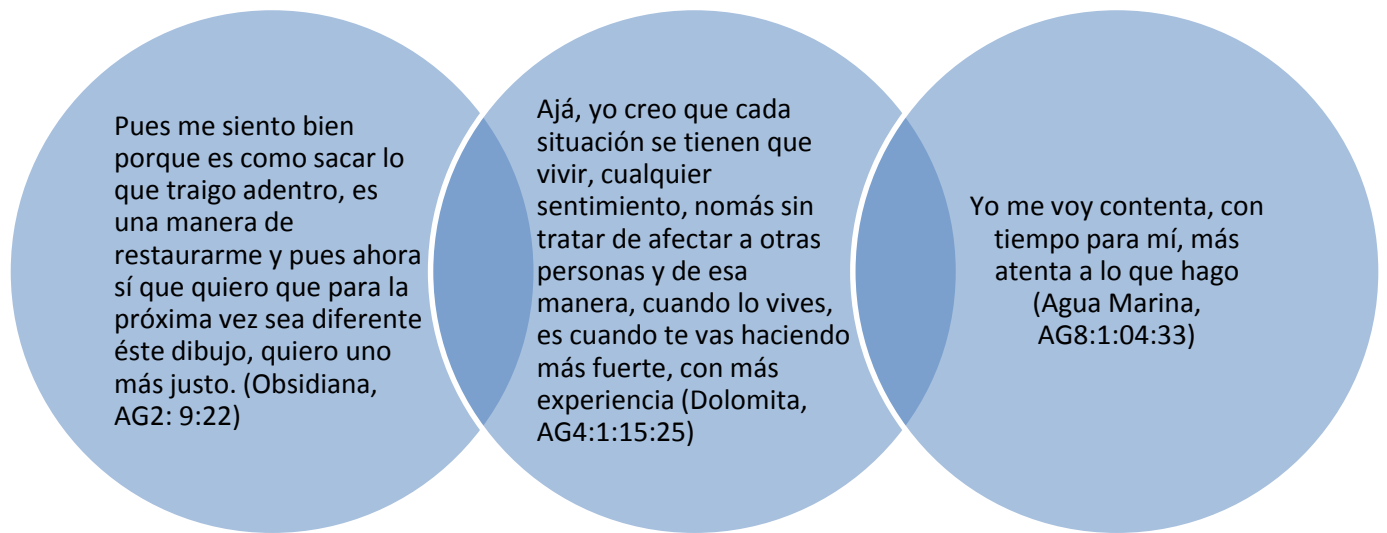 Pues me siento bien
porque es como sacar lo
que traigo adentro, es
una manera de
restaurarme y pues ahora
sí que quiero que para la
próxima vez sea diferente
éste dibujo, quiero uno
más justo. (Obsidiana,
AG2: 9:22)
Ajá, yo creo que cada
situación se tienen que
vivir, cualquier
sentimiento, nomás sin
tratar de afectar a otras
personas y de esa
manera, cuando lo vives,
es cuando te vas haciendo
más fuerte, con más
experiencia (Dolomita,
AG4:1:15:25)
Yo me voy contenta, con
tiempo para mí, más
atenta a lo que hago
(Agua Marina,
AG8:1:04:33)